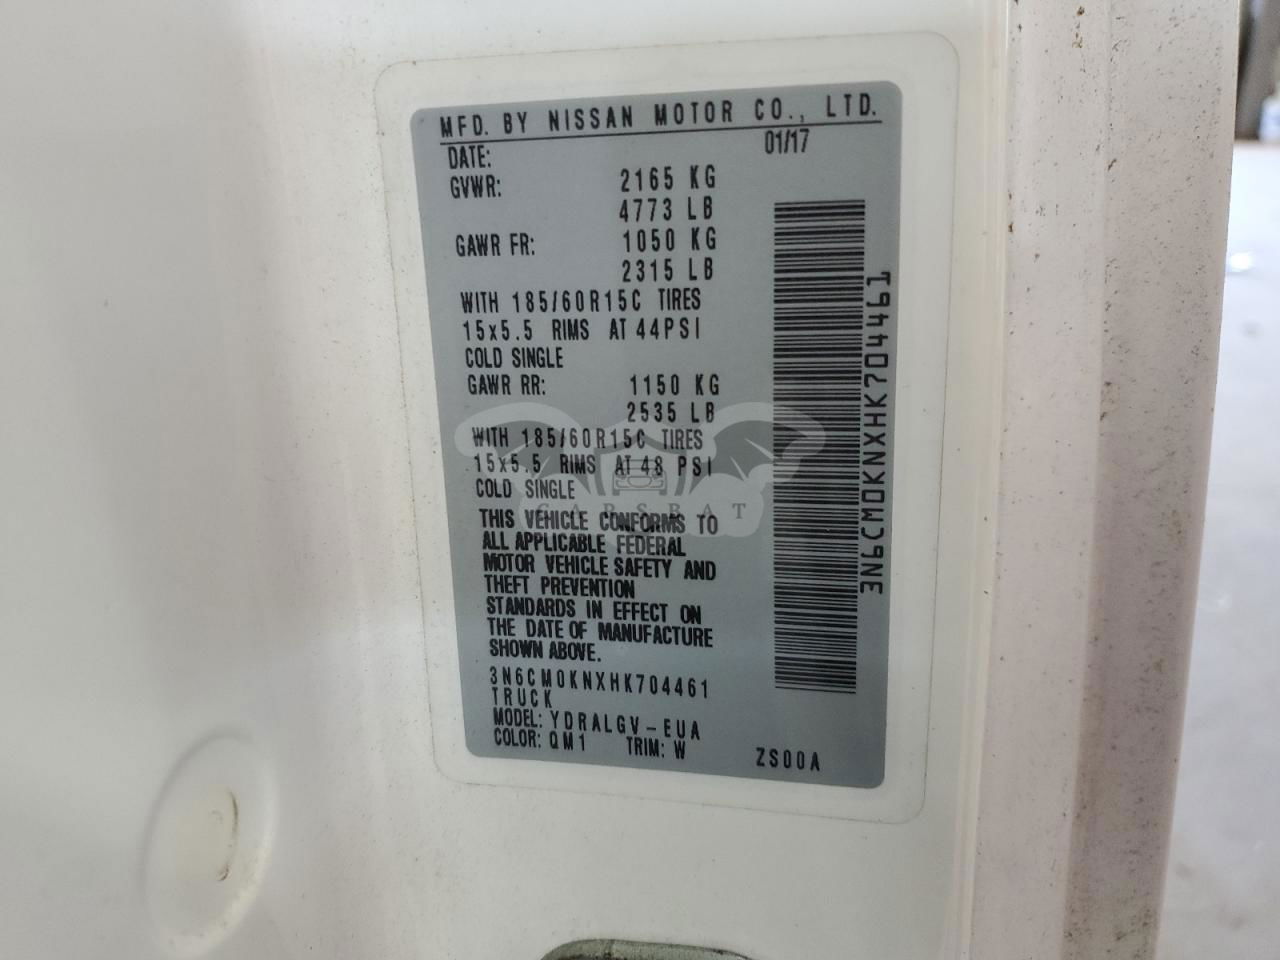 MFD. BY NISSAN MOTOR CO., LTD.
DATE: 01/17
GVWR: 2165 KG
4773 LB
GAWR FR: 1050 KG
2315 LB
WITH 185/60R15C TIRES
15x5.5 RIMS AT 44PSI
COLD SINGLE
GAWR RR: 1150 KG
2535 LB
WITH 185/60R15C TIRES
15x5.5 RIMS AT 48 PSI
COLD SINGLE
CARSBAT
THIS VEHICLE CONFORMS TO
ALL APPLICABLE FEDERAL
MOTOR VEHICLE SAFETY AND
THEFT PREVENTION
STANDARDS IN EFFECT ON
THE DATE OF MANUFACTURE
SHOWN ABOVE.
3N6CM0KNXHK704461
TRUCK
MODEL: YDRALGV-EUA
COLOR: QM1 TRIM: W ZS00A
3N6CM0KNXHK704461